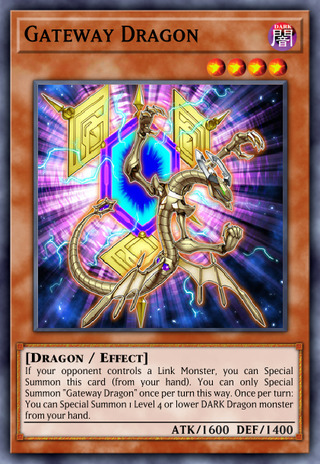 Gateway Dragon
DARK
闇
[Dragon / Effect]
If your opponent controls a Link Monster, you can Special
Summon this card (from your hand). You can only Special
Summon "Gateway Dragon" once per turn this way. Once per turn:
You can Special Summon 1 Level 4 or lower DARK Dragon monster
from your hand.
ATK/1600 DEF/1400